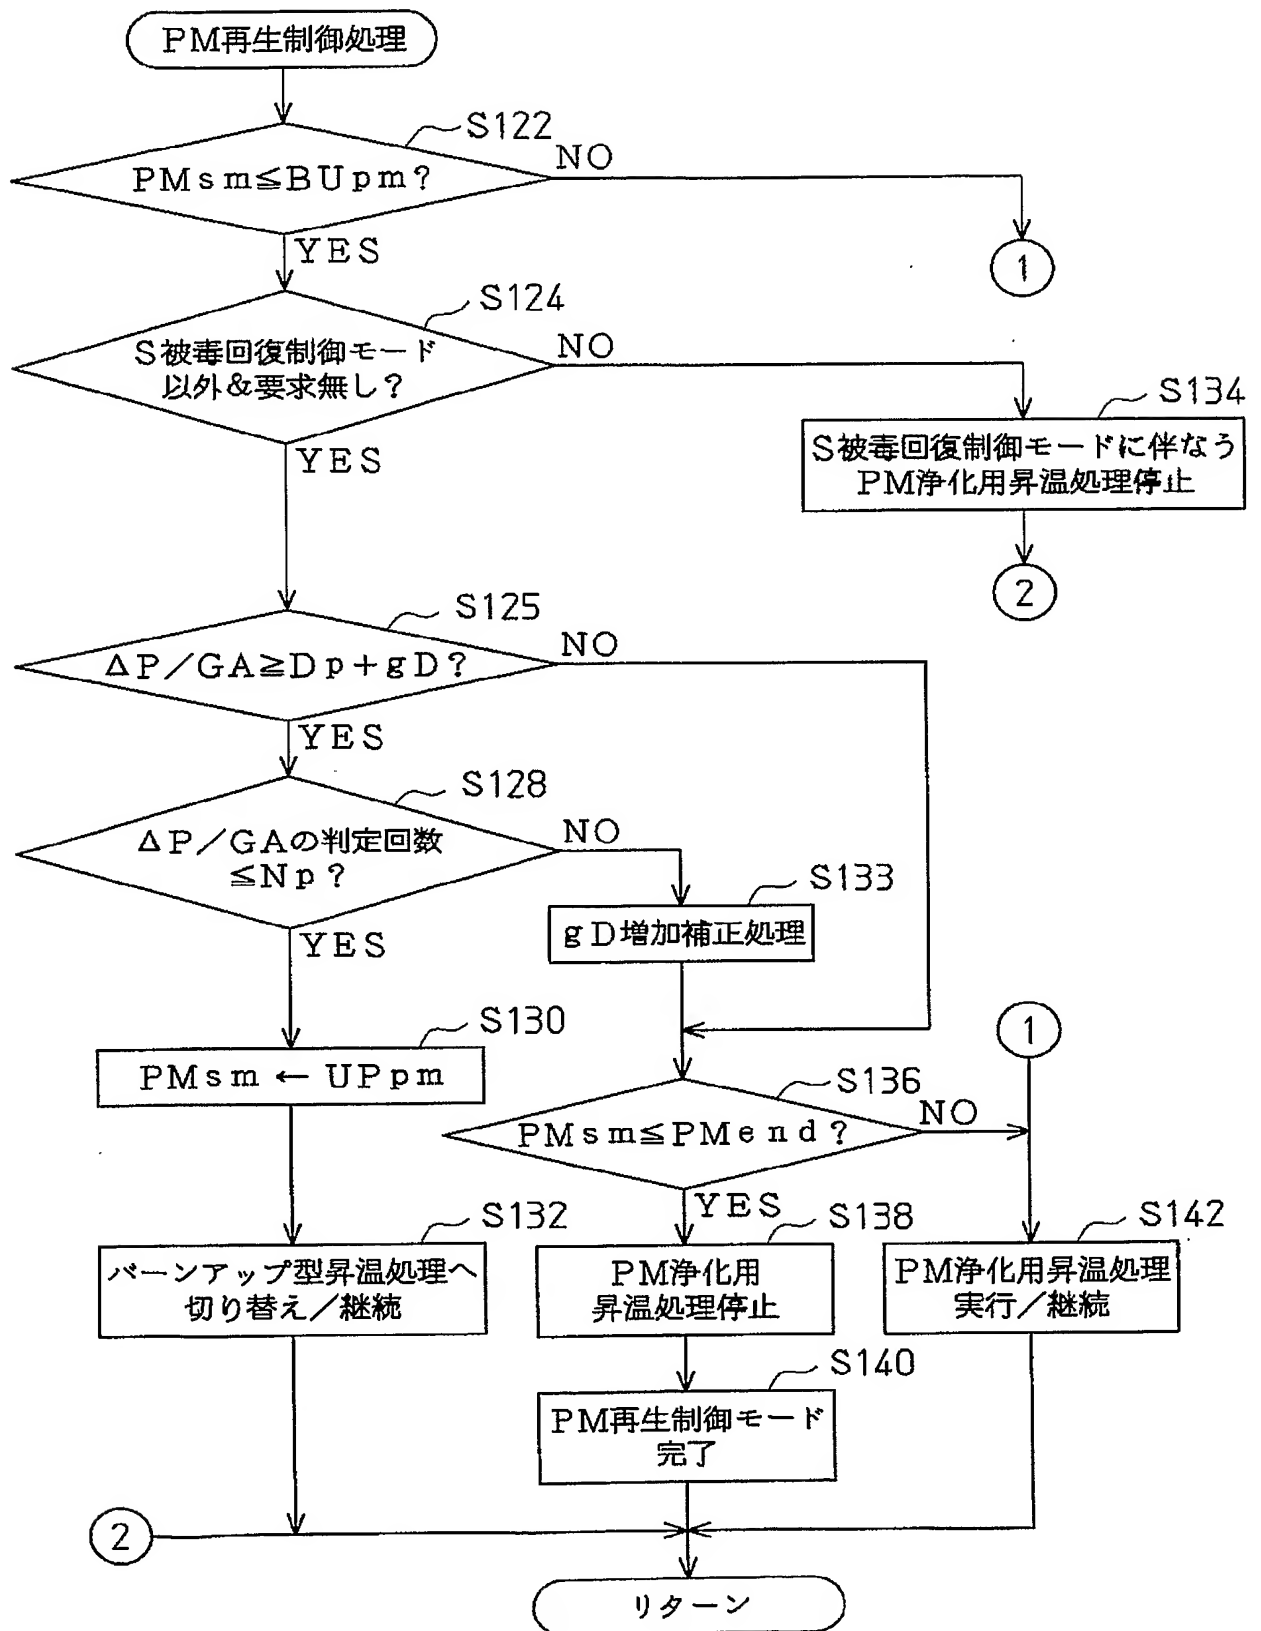 PM再生制御処理
S122
PMsm≦BUpm?
NO
YES
1
S124
S被毒回復制御モード
以外&要求無し?
NO
YES
S134
S被毒回復制御モードに伴なう
PM浄化用昇温処理停止
2
S125
ΔP/GA≧Dp+gD?
NO
YES
S128
ΔP/GAの判定回数
≦Np?
NO
YES
S133
gD増加補正処理
S130
PMsm ← UPpm
1
S136
PMsm≦PMend?
NO
YES
S132
バーンアップ型昇温処理へ
切り替え/継続
S138
PM浄化用
昇温処理停止
S142
PM浄化用昇温処理
実行/継続
S140
PM再生制御モード
完了
2
リターン